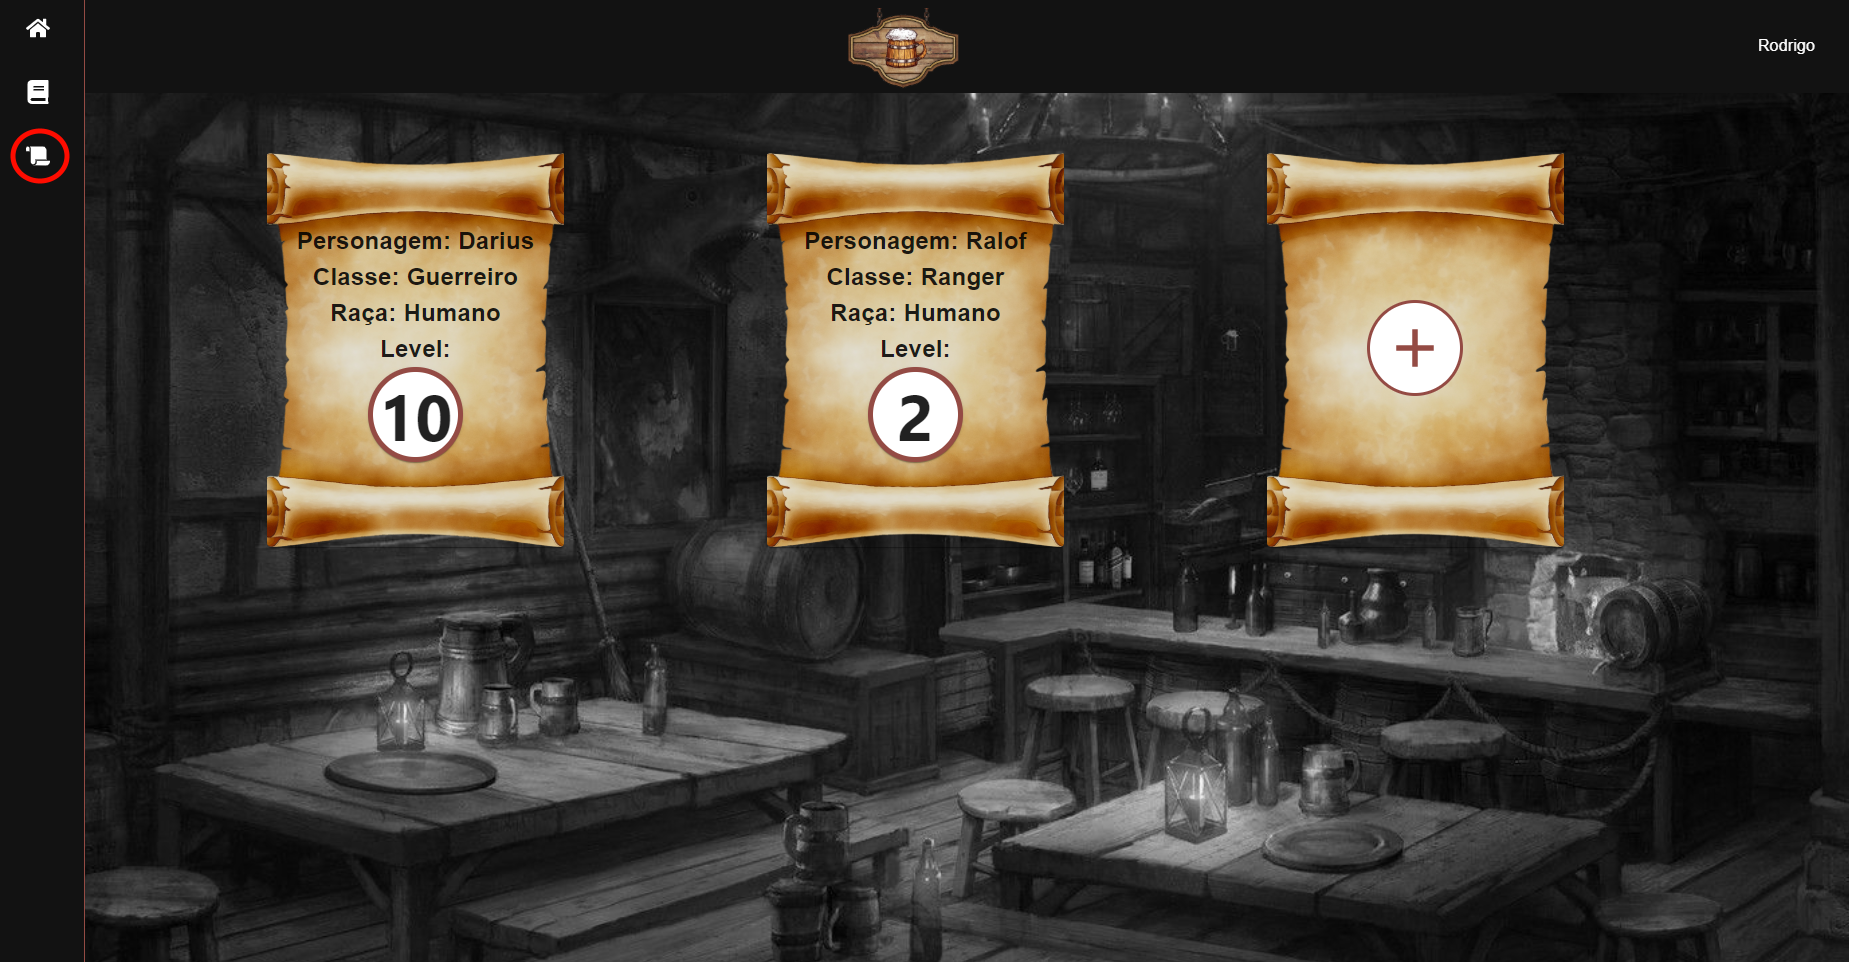 Rodrigo
Personagem: Darius
Classe: Guerreiro
Raça: Humano
Level:
10
Personagem: Ralof
Classe: Ranger
Raça: Humano
Level:
2